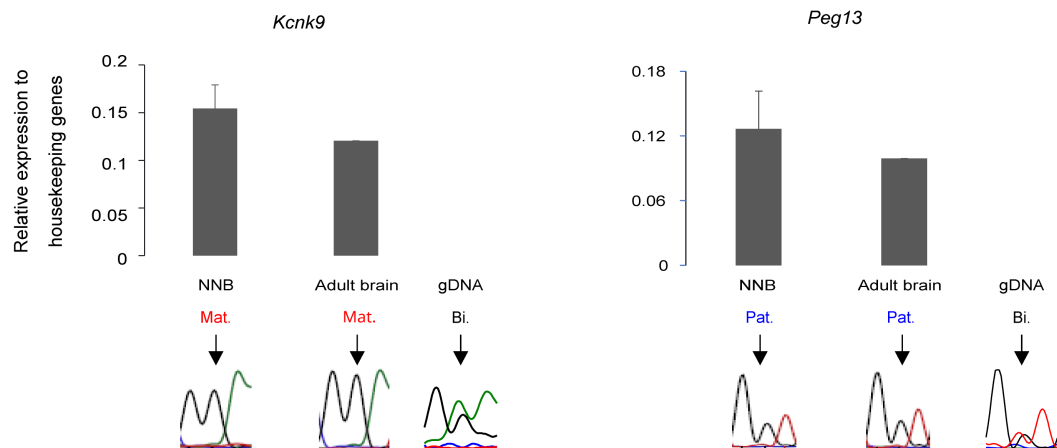 Kcnk9
Relative expression to
housekeeping genes
0.2
0.15
0.1
0.05
0
NNB
Adult brain
gDNA
Mat.
Mat.
Bi.
Peg13
0.18
0.12
0.06
0
NNB
Adult brain
gDNA
Pat.
Pat.
Bi.